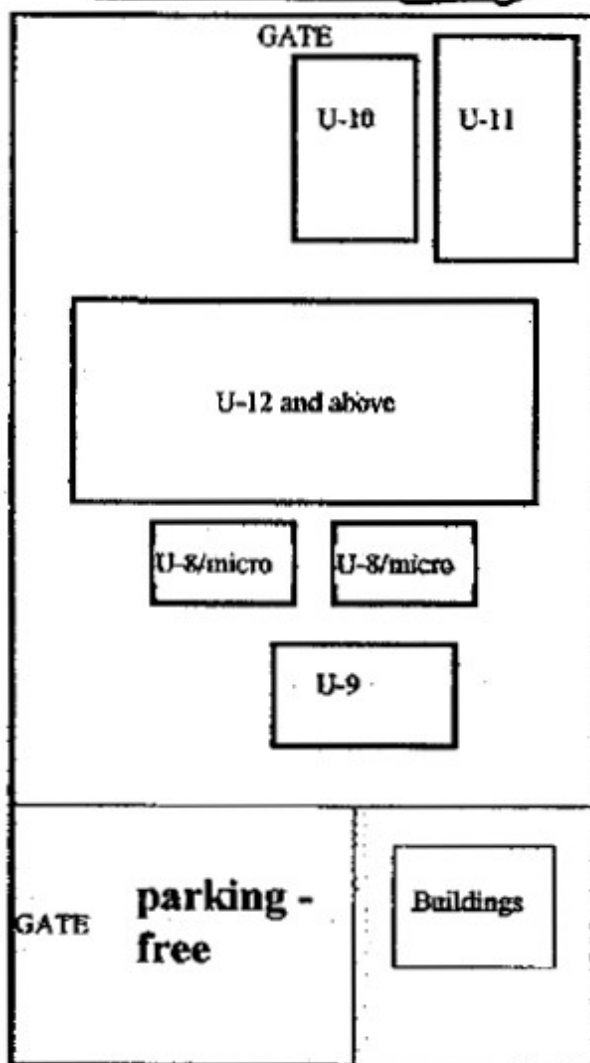 GATE
U-10
U-11
U-12 and above
U-8/micro
U-8/micro
U-9
parking -
free
GATE
Buildings